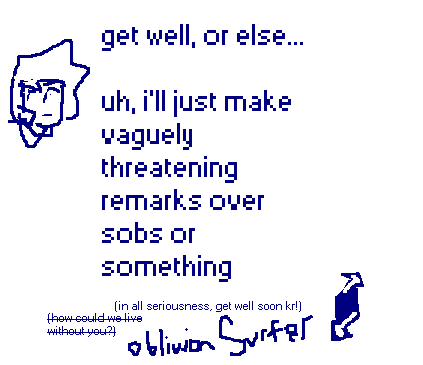 get well, or else...
uh, i'll just make
vaguely
threatening
remarks over
sobs or
something
(in all seriousness, get well soon kr!)
(how could we live
without you?)
oblivion Surfer